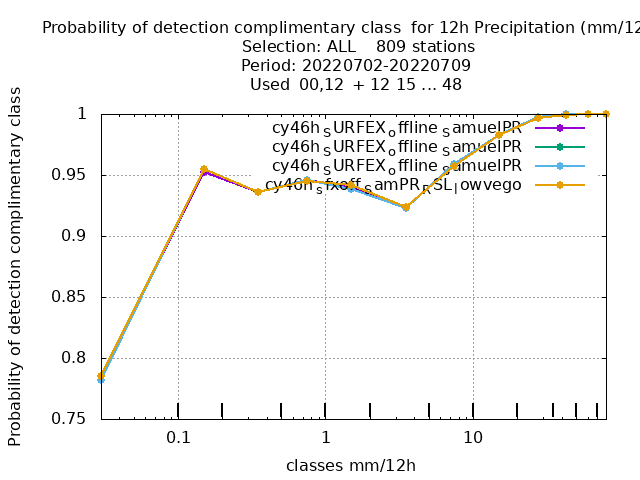 Probability of detection complimentary class  for 12h Precipitation (mm/12
Selection: ALL    809 stations
Period: 20220702-20220709
Used  00,12  + 12 15 ... 48
Probability of detection complimentary class
1
0.95
0.9
0.85
0.8
0.75
cy46h_SURFEX_offline_samuelPR
cy46h_SURFEX_offline_samuelPR
cy46h_SURFEX_offline_samuelPR
cy46h_sfxoff_samPR_RSL_lowvego
0.1
1
10
classes mm/12h